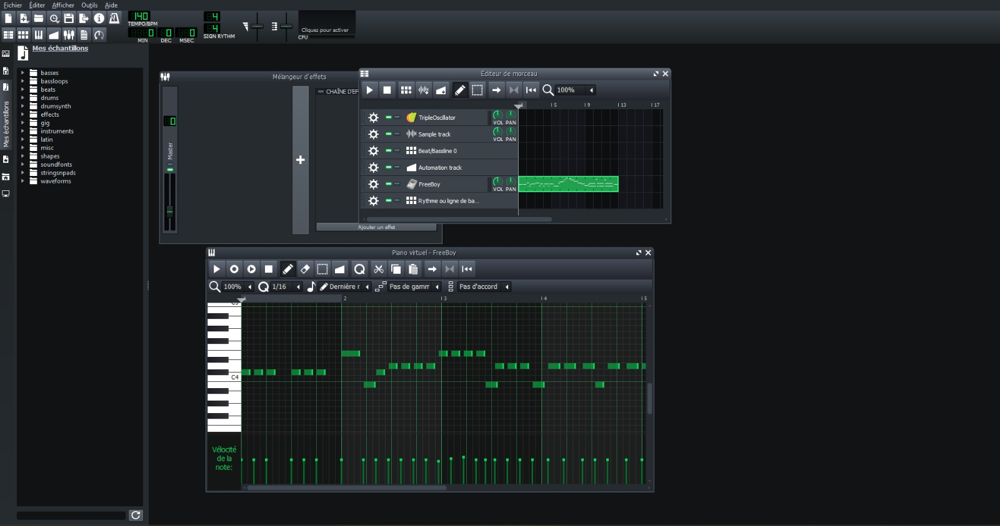 Fichier Éditer Afficher Outils Aide
140
TEMPO/BPM
0 0 0
MIN DEC MSEC
4
4
SIGN RYTHM
Cliquez pour activer
CPU
Mes échantillons
Mes échantillons
basses
bassloops
beats
drums
drumsynth
effects
gig
instruments
latin
misc
shapes
soundfonts
stringsnpads
waveforms
Mélangeur d'effets
0
Master
CHAÎNE D'EF
Ajouter un effet
Éditeur de morceau
100%
5 9 13 17
TripleOscillator
VOL PAN
Sample track
VOL PAN
Beat/Bassline 0
Automation track
FreeBoy
VOL PAN
Rythme ou ligne de ba...
Piano virtuel - FreeBoy
100% 1/16 Dernière r Pas de gamm Pas d'accord
2 3 4 5
C4
Vélocité
de la
note: